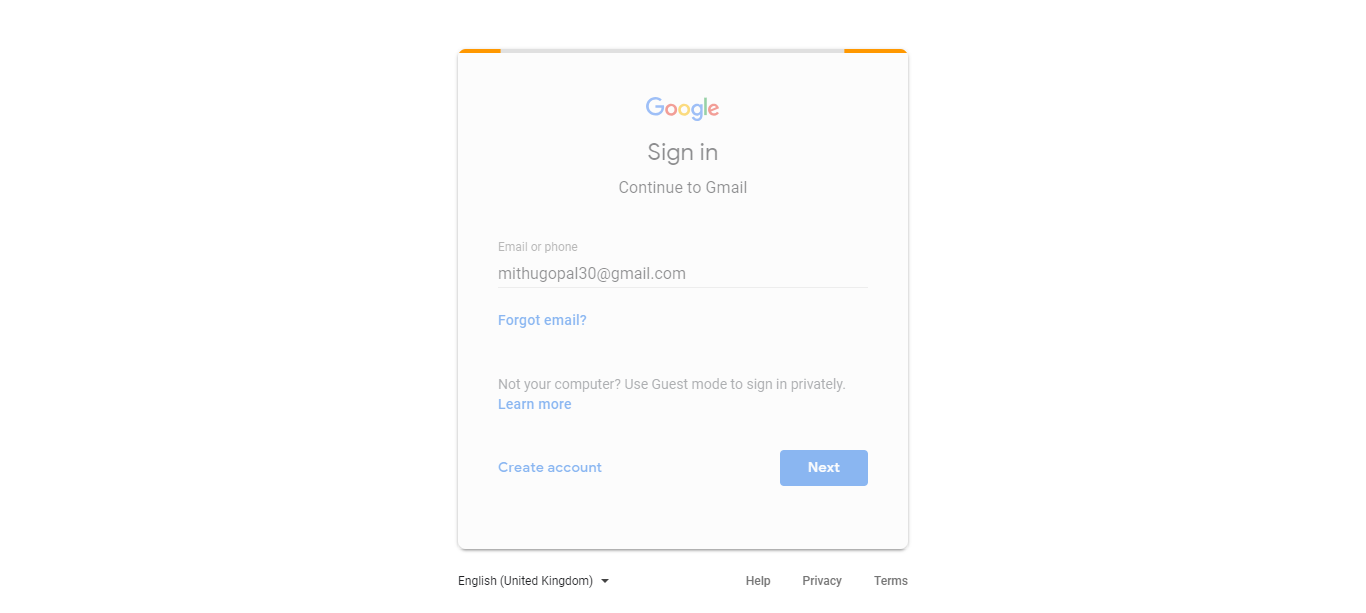 Google
Sign in
Continue to Gmail
Email or phone
mithugopal30@gmail.com
Forgot email?
Not your computer? Use Guest mode to sign in privately.
Learn more
Create account
Next
English (United Kingdom)
Help
Privacy
Terms